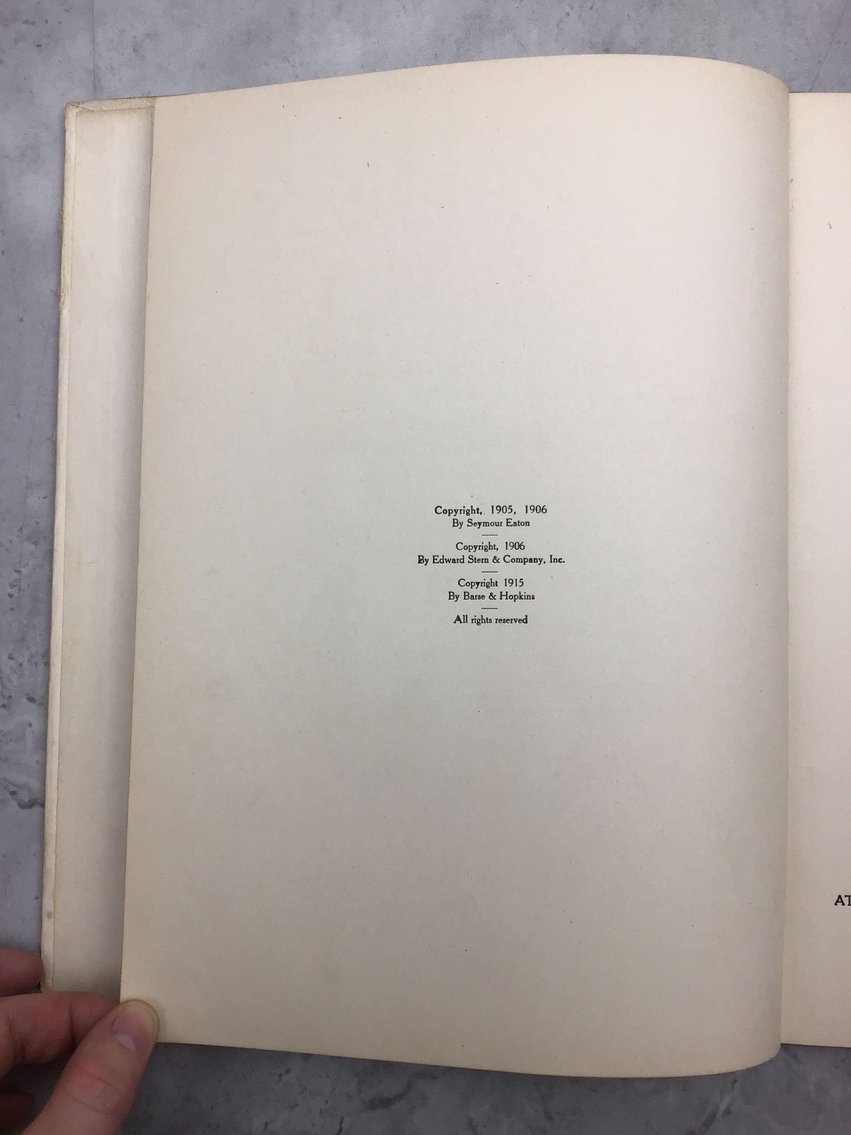 Copyright, 1905, 1906
By Seymour Eaton
Copyright, 1906
By Edward Stern & Company, Inc.
Copyright 1915
By Barse & Hopkins
All rights reserved
AT